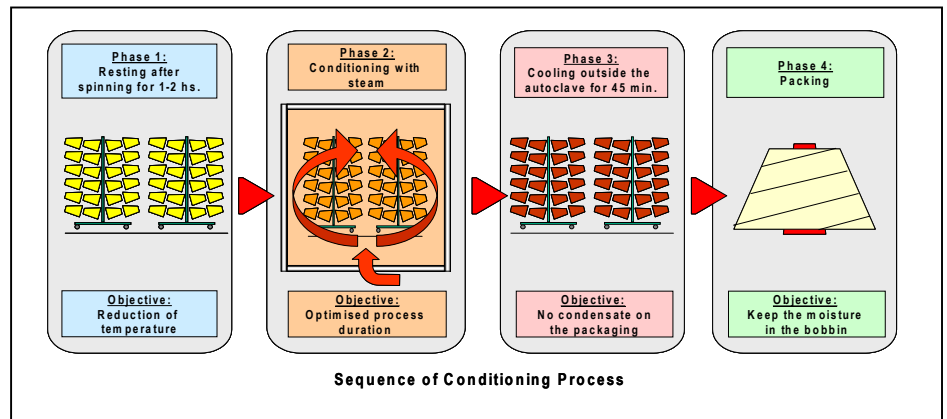 Phase 1:
Resting after
spinning for 1-2 hs.
Objective:
Reduction of
temperature
Phase 2:
Conditioning with
steam
Objective:
Optimised process
duration
Phase 3:
Cooling outside the
autoclave for 45 min.
Objective:
No condensate on
the packaging
Phase 4:
Packing
Objective:
Keep the moisture
in the bobbin
Sequence of Conditioning Process